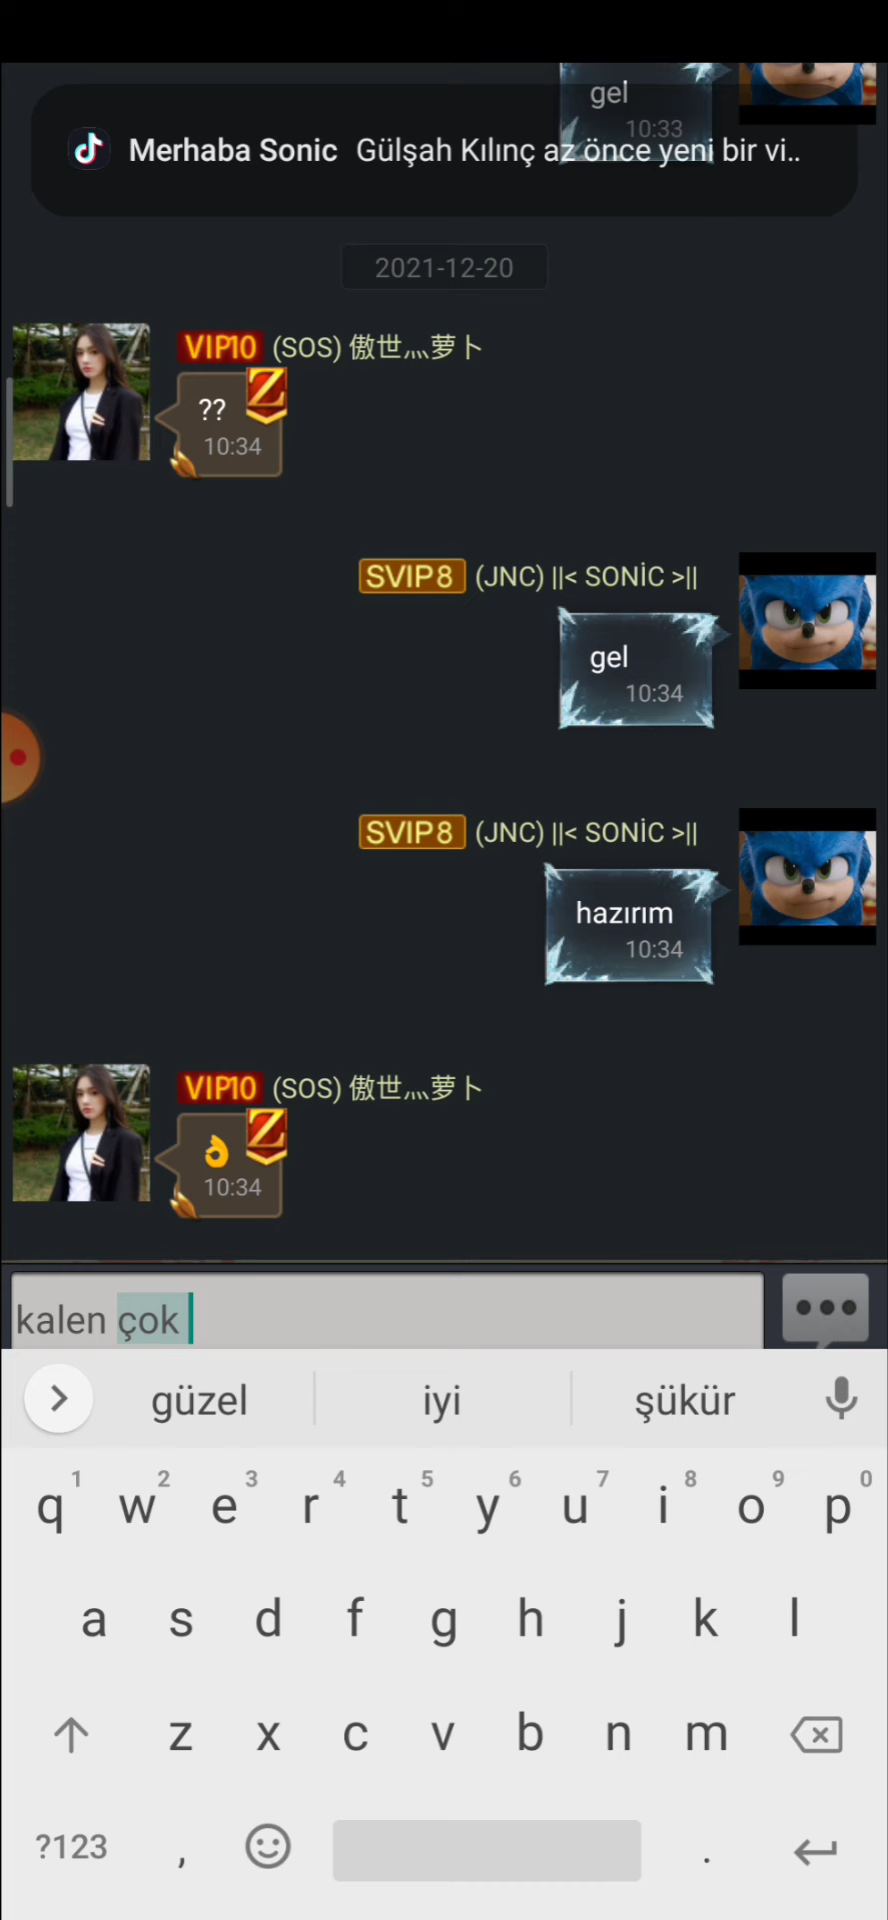 gel
10:33
Merhaba Sonic Gülşah Kılınç az önce yeni bir vi..
2021-12-20
VIP10 (SOS) 傲世灬萝卜
Z
??
10:34
SVIP8 (JNC) ||< SONİC >||
gel
10:34
SVIP8 (JNC) ||< SONİC >||
hazırım
10:34
VIP10 (SOS) 傲世灬萝卜
Z
👌
10:34
kalen çok
güzel iyi şükür
1 2 3 4 5 6 7 8 9 0
q w e r t y u i o p
a s d f g h j k l
z x c v b n m
?123 , .